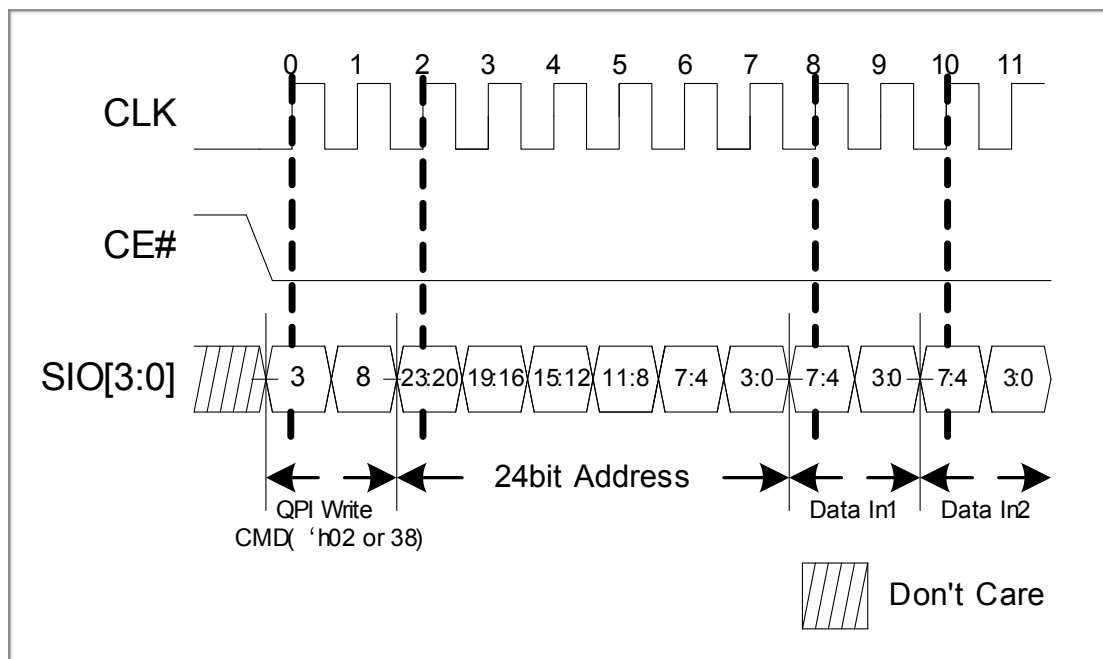 0 1 2 3 4 5 6 7 8 9 10 11
CLK
CE#
SIO[3:0] 3 8 23:20 19:16 15:12 11:8 7:4 3:0 7:4 3:0 7:4 3:0
24bit Address
QPI Write Data In1 Data In2
CMD( ‘h02 or 38)
Don't Care